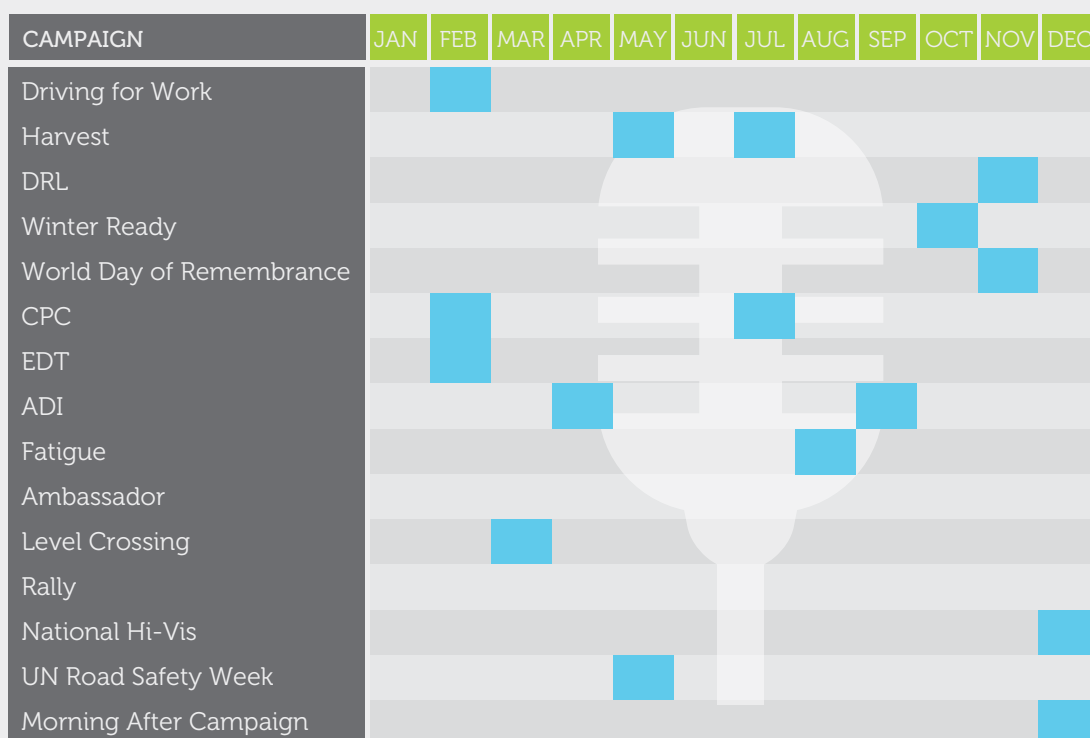 CAMPAIGN JAN FEB MAR APR MAY JUN JUL AUG SEP OCT NOV DEC
Driving for Work
Harvest
DRL
Winter Ready
World Day of Remembrance
CPC
EDT
ADI
Fatigue
Ambassador
Level Crossing
Rally
National Hi-Vis
UN Road Safety Week
Morning After Campaign